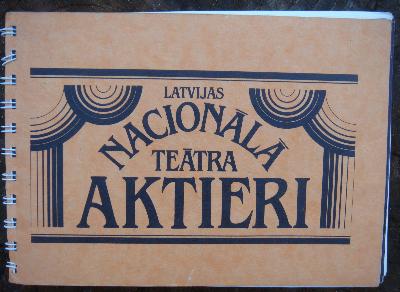 LATVIJAS
NACIONĀLĀ
TEĀTRA
AKTIERI